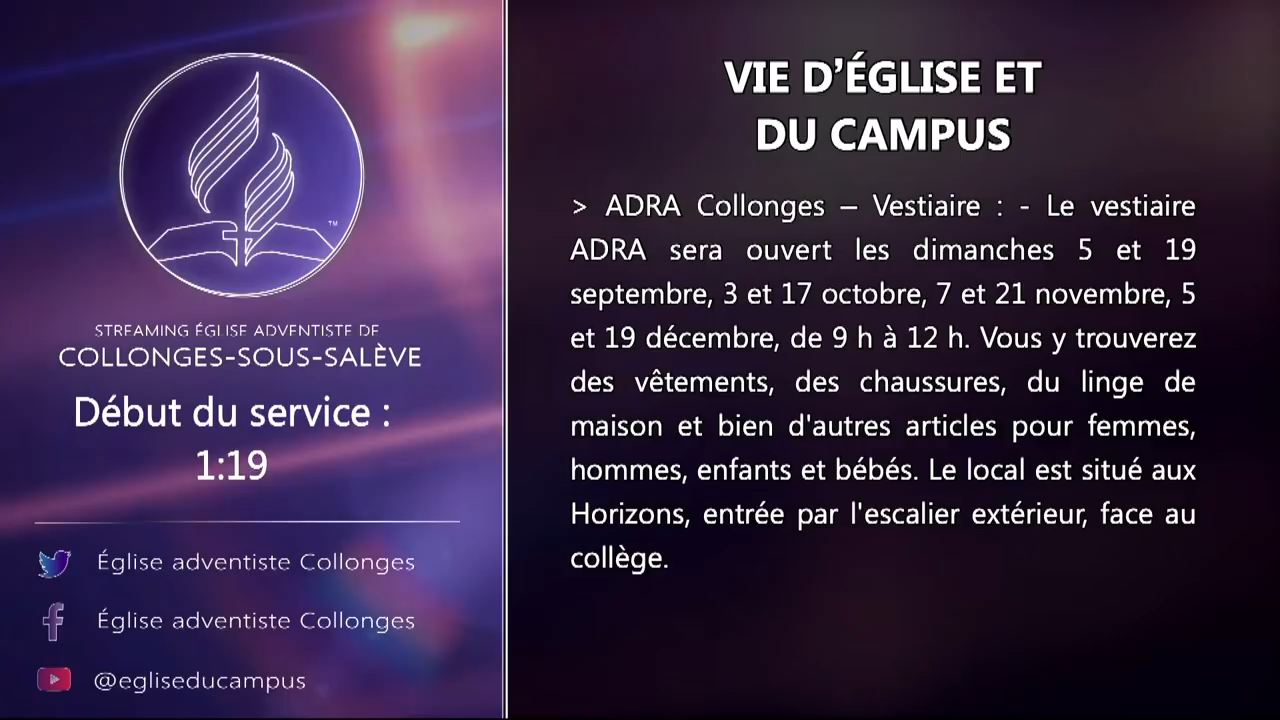 ™
STREAMING ÉGLISE ADVENTISTE DE
COLLONGES-SOUS-SALÈVE
Début du service :
1:19
Église adventiste Collonges
Église adventiste Collonges
@egliseducampus
VIE D’ÉGLISE ET
DU CAMPUS
> ADRA Collonges – Vestiaire : - Le vestiaire
ADRA sera ouvert les dimanches 5 et 19
septembre, 3 et 17 octobre, 7 et 21 novembre, 5
et 19 décembre, de 9 h à 12 h. Vous y trouverez
des vêtements, des chaussures, du linge de
maison et bien d'autres articles pour femmes,
hommes, enfants et bébés. Le local est situé aux
Horizons, entrée par l'escalier extérieur, face au
collège.